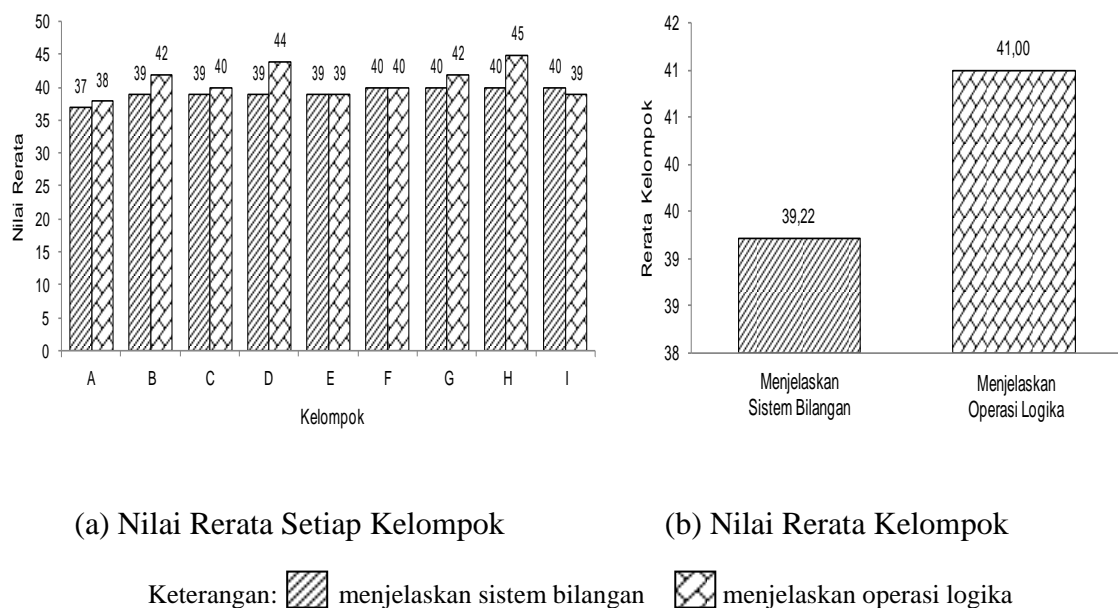 50
45
40
35
30
25
20
15
10
5
0
Nilai Rerata
37 38 39 42 39 40 39 44 39 39 40 40 40 42 40 45 40 39
A B C D E F G H I
Kelompok
42
41
41
40
40
39
39
38
Rerata Kelompok
39,22
41,00
Menjelaskan
Sistem Bilangan
Menjelaskan
Operasi Logika
(a) Nilai Rerata Setiap Kelompok
(b) Nilai Rerata Kelompok
Keterangan: menjelaskan sistem bilangan menjelaskan operasi logika